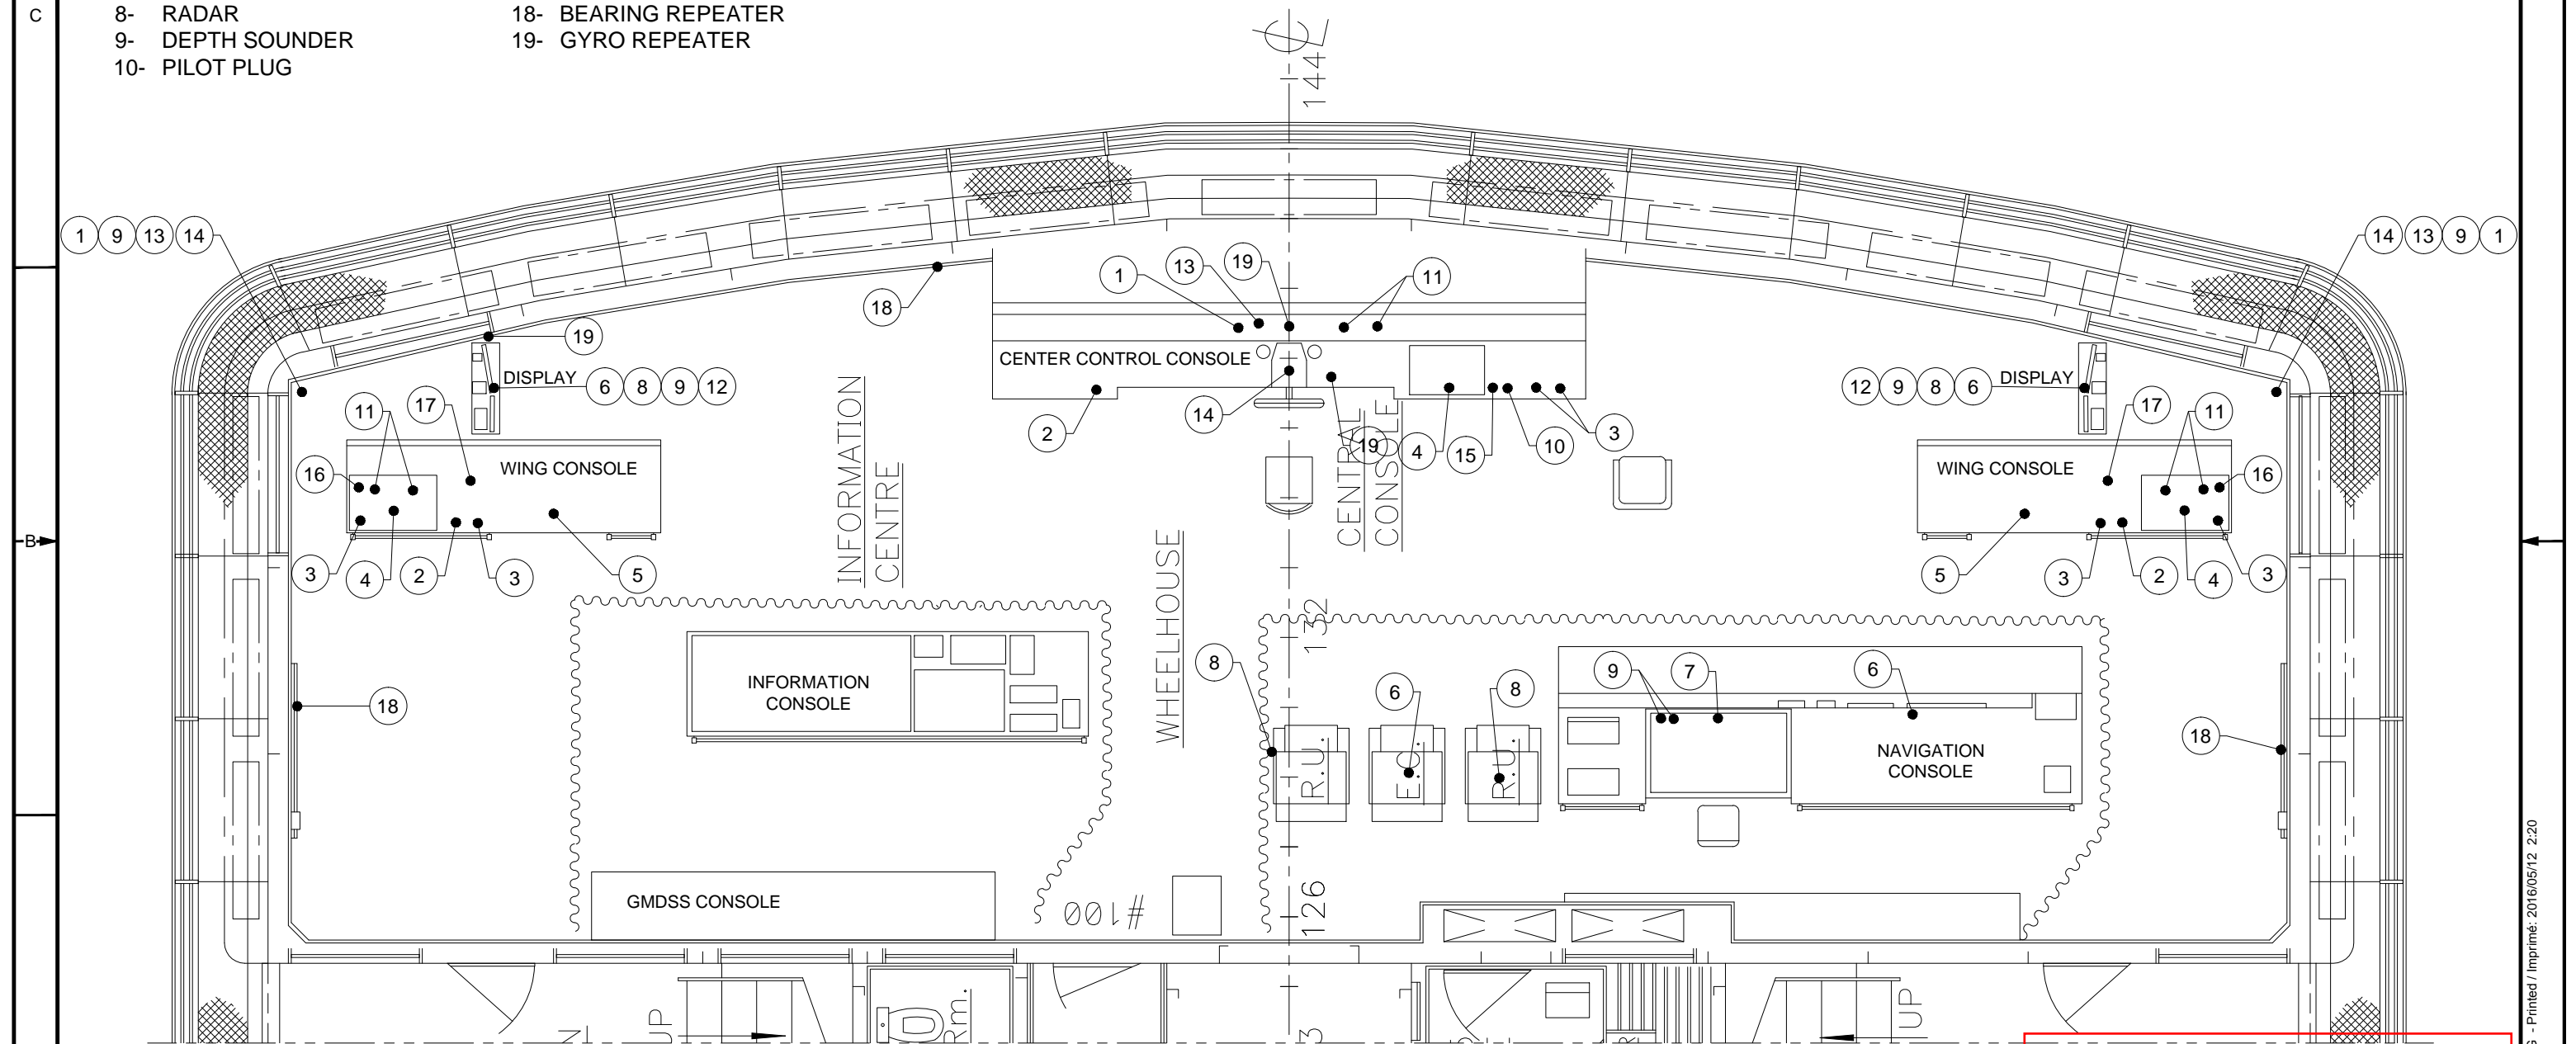 C
8- RADAR
18- BEARING REPEATER
9- DEPTH SOUNDER
19- GYRO REPEATER
10- PILOT PLUG
144
1 9 13 14
14 13 9 1
1
13
19
11
18
19
CENTER CONTROL CONSOLE
DISPLAY
6 8 9 12
12 9 8 6
DISPLAY
11
17
2
14
19
4
15
10
3
17
11
16
WING CONSOLE
WING CONSOLE
16
INFORMATION
CENTRE
CENTRALE
CONSOLE
B
3
4
2
3
5
5
3
2
4
3
WHEELHOUSE
132
8
6
8
9
7
6
INFORMATION
CONSOLE
18
18
R.U.
E.C.
R.U.
NAVIGATION
CONSOLE
GMDSS CONSOLE
#100
126
- Printed / Imprimé: 2016/05/12 2:20
UP
Rm.
3
R
UP